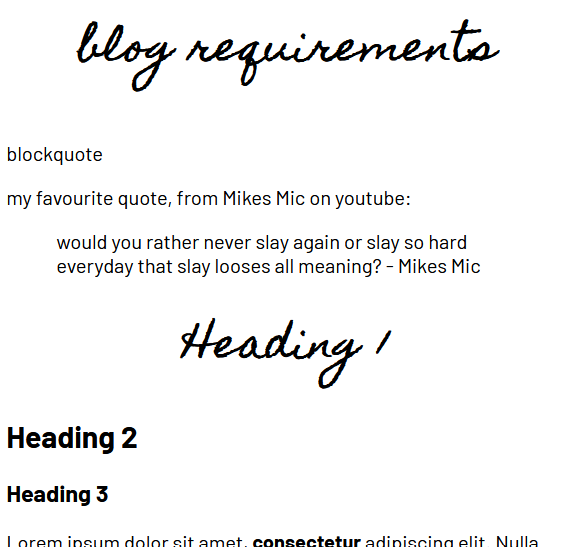 blog requirements
blockquote
my favourite quote, from Mikes Mic on youtube:
would you rather never slay again or slay so hard
everyday that slay looses all meaning? - Mikes Mic
Heading 1
Heading 2
Heading 3
Lorem ipsum dolor sit amet, consectetur adipiscing elit. Nulla